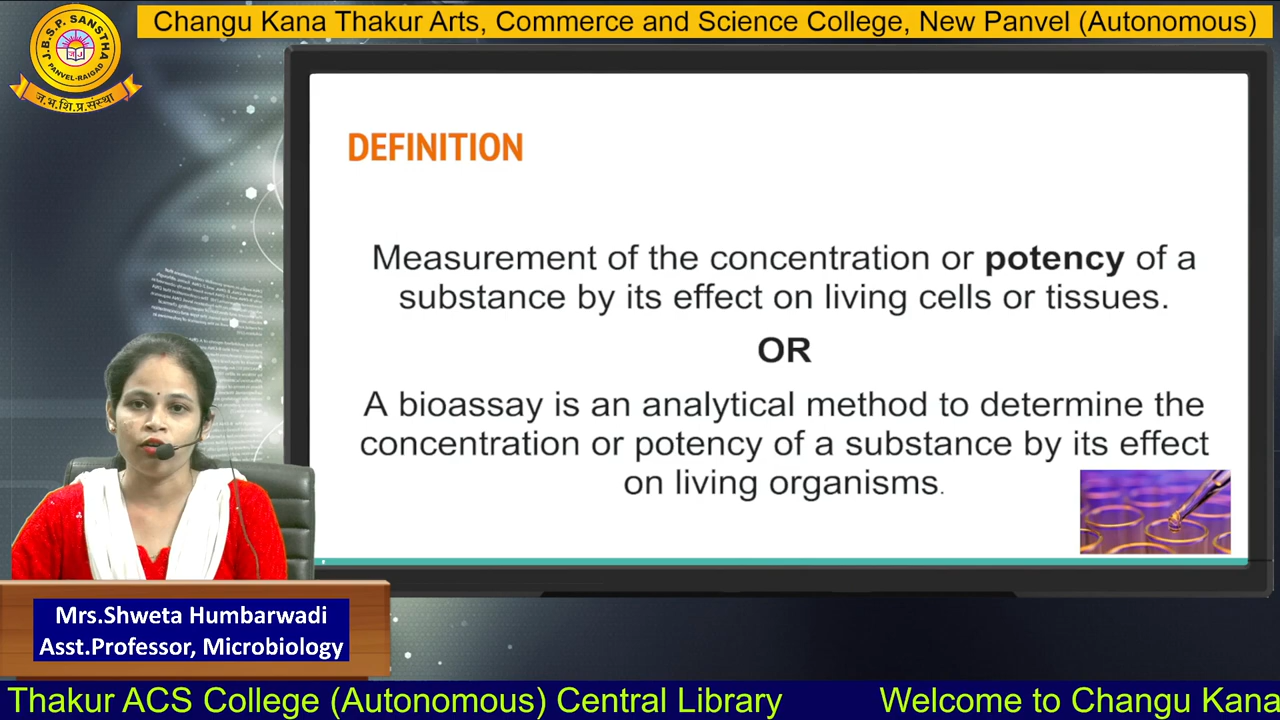 Changu Kana Thakur Arts, Commerce and Science College, New Panvel (Autonomous)
J.B.S.P. SANSTHA
PANVEL-RAIGAD
ज.भ.शि.प्र.संस्था
DEFINITION
Measurement of the concentration or potency of a
substance by its effect on living cells or tissues.
OR
A bioassay is an analytical method to determine the
concentration or potency of a substance by its effect
on living organisms.
Mrs.Shweta Humbarwadi
Asst.Professor, Microbiology
Thakur ACS College (Autonomous) Central Library Welcome to Changu Kana